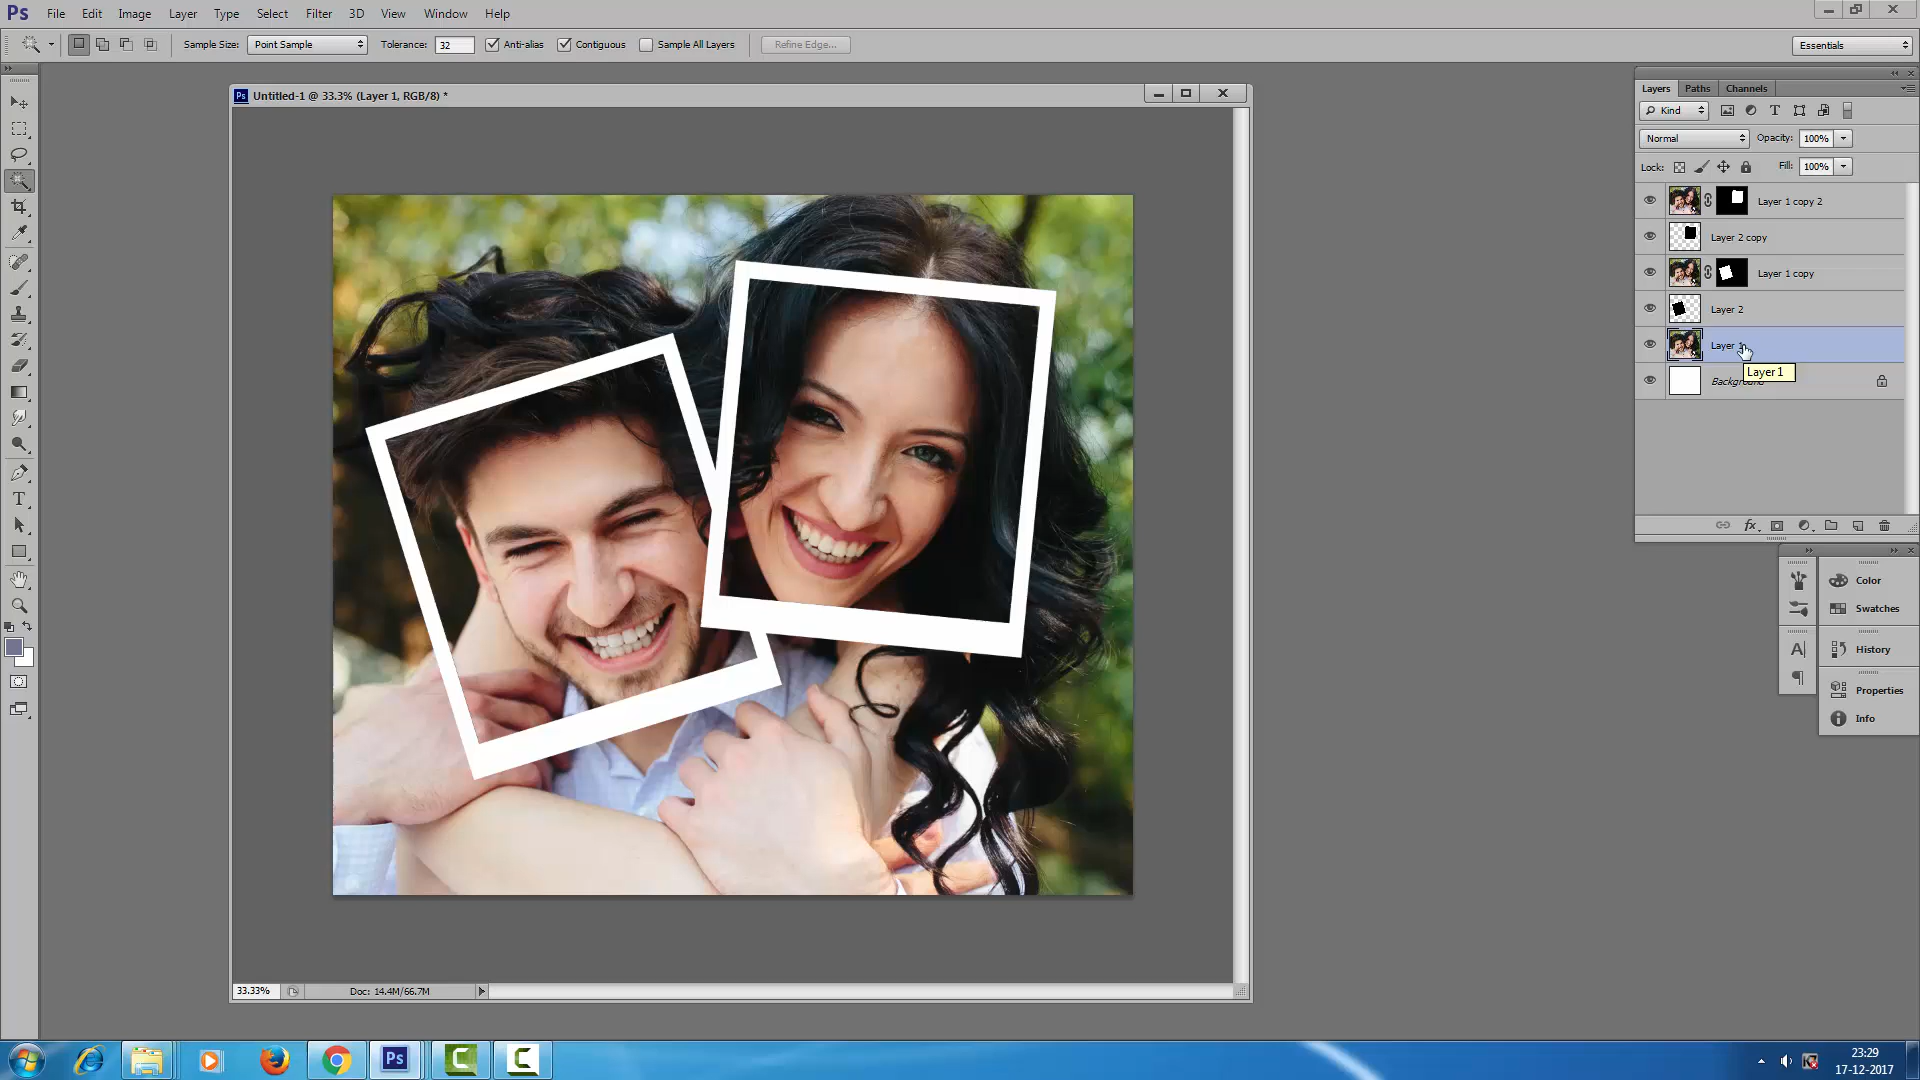 Ps File Edit Image Layer Type Select Filter 3D View Window Help
Sample Size: Point Sample Tolerance: 32 Anti-alias Contiguous Sample All Layers Refine Edge... Essentials
Ps Untitled-1 @ 33.3% (Layer 1, RGB/8) *
Layers Paths Channels
Kind T
Normal Opacity: 100%
Lock: Fill: 100%
Layer 1 copy 2
Layer 2 copy
Layer 1 copy
Layer 2
Layer 1
Layer 1
Background
fx
Color
Swatches
A History
Properties
Info
T
33.33% Doc: 14.4M/66.7M
Ps C C
23:29
17-12-2017